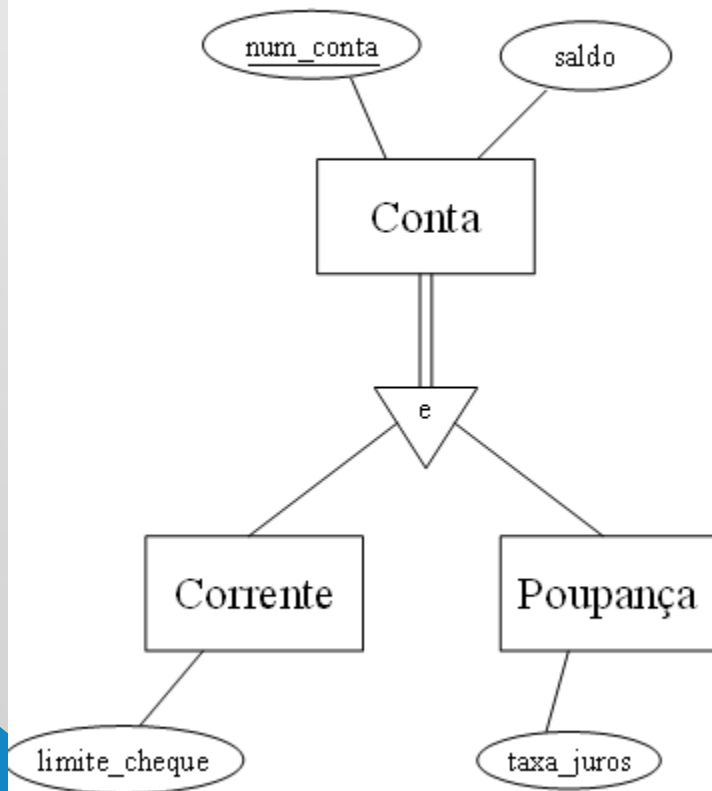 num_conta
saldo
Conta
e
Corrente
Poupança
limite_cheque
taxa_juros